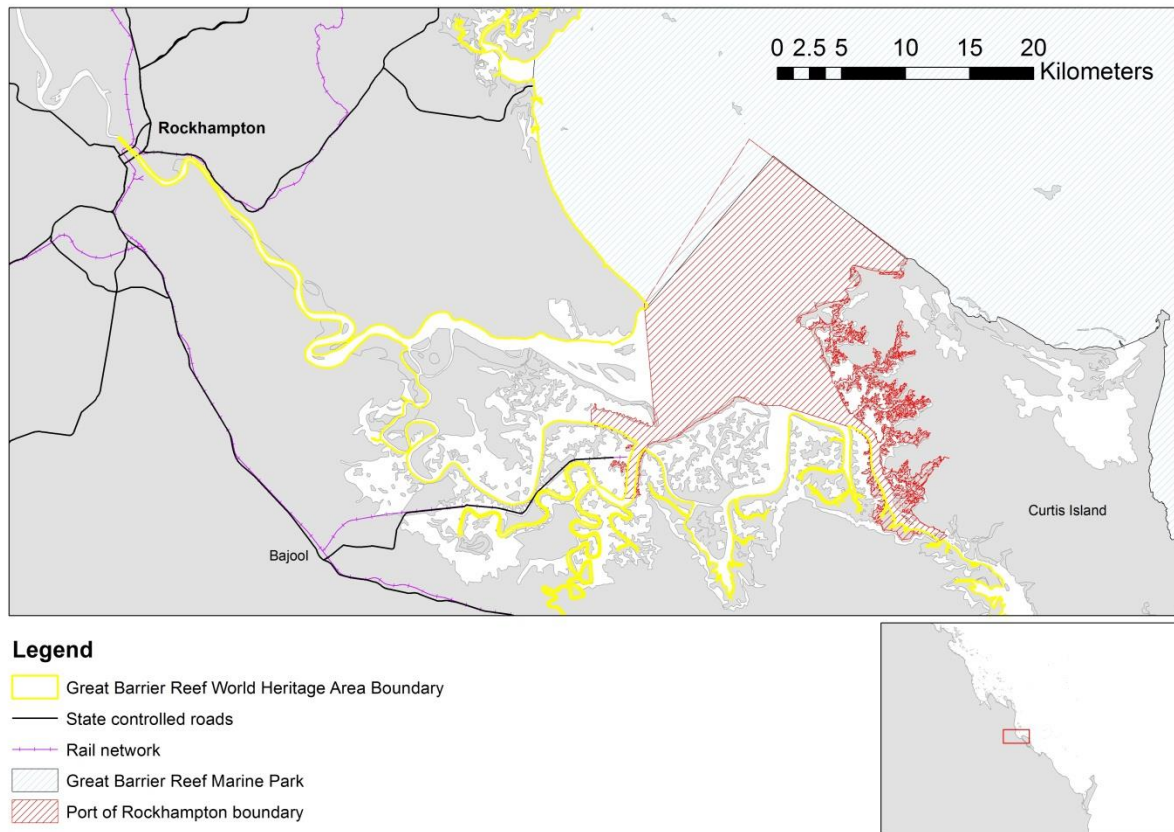 0 2.5 5 10 15 20
Kilometers
Rockhampton
Curtis Island
Bajool
Legend
Great Barrier Reef World Heritage Area Boundary
State controlled roads
Rail network
Great Barrier Reef Marine Park
Port of Rockhampton boundary